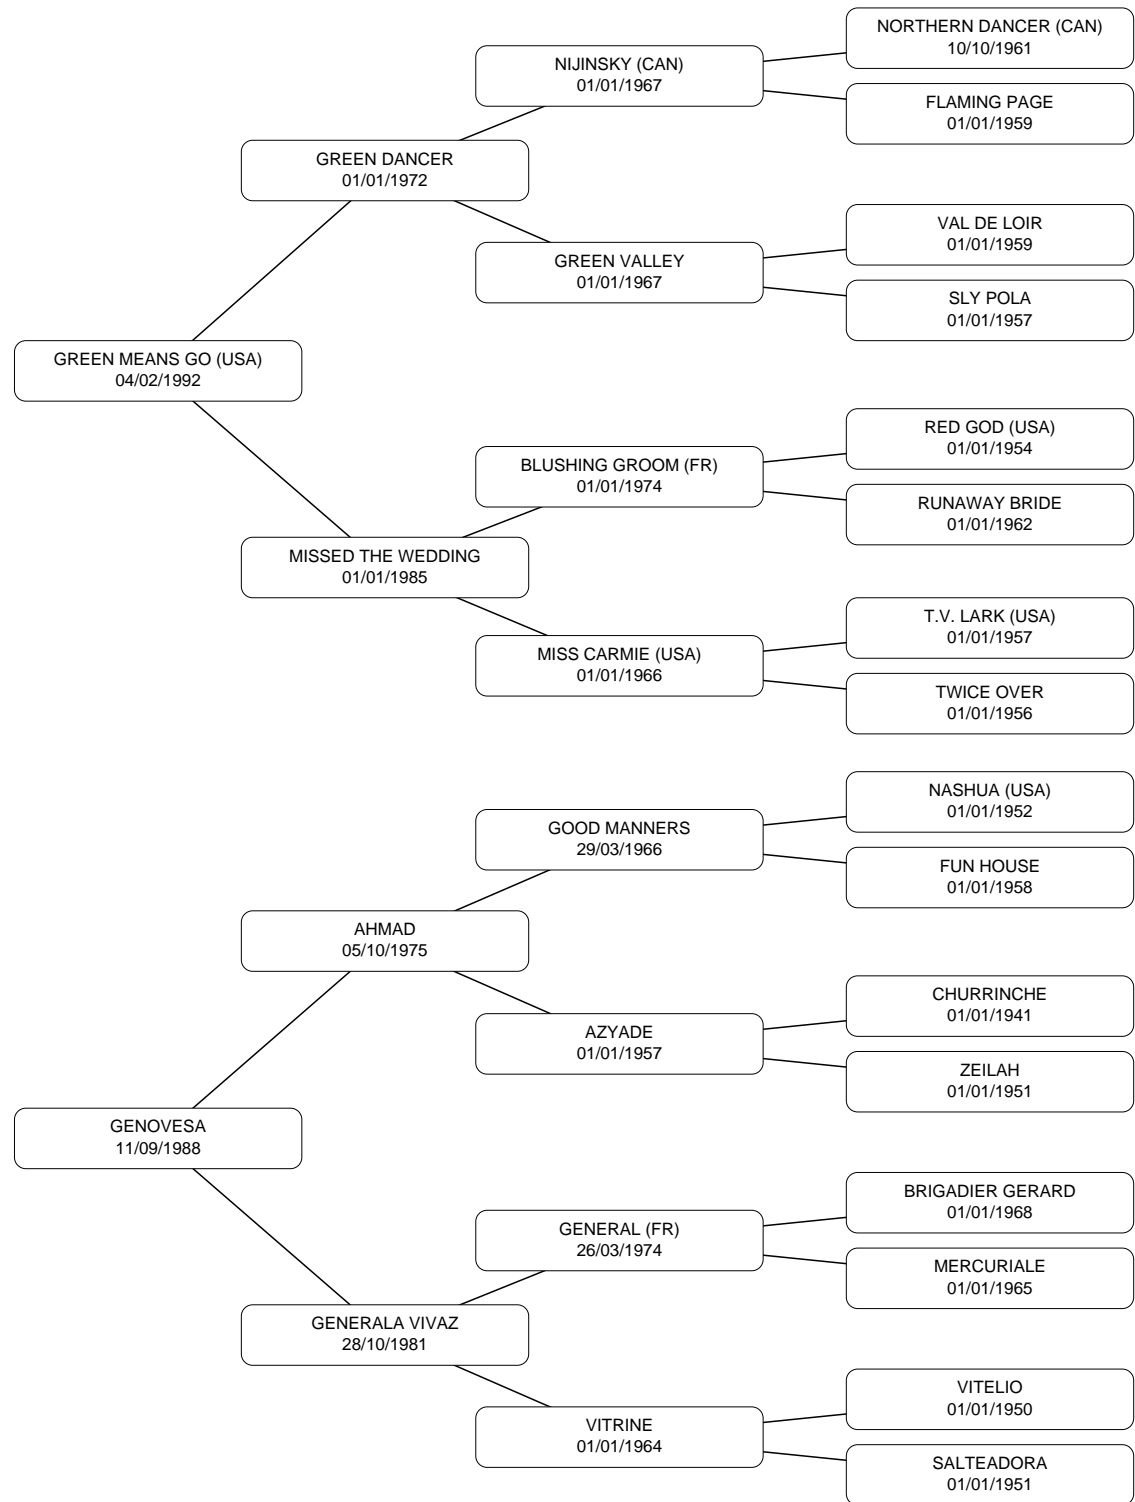 NORTHERN DANCER (CAN)
10/10/1961
NIJINSKY (CAN)
01/01/1967
FLAMING PAGE
01/01/1959
GREEN DANCER
01/01/1972
VAL DE LOIR
01/01/1959
GREEN VALLEY
01/01/1967
SLY POLA
01/01/1957
GREEN MEANS GO (USA)
04/02/1992
RED GOD (USA)
01/01/1954
BLUSHING GROOM (FR)
01/01/1974
RUNAWAY BRIDE
01/01/1962
MISSED THE WEDDING
01/01/1985
T.V. LARK (USA)
01/01/1957
MISS CARMIE (USA)
01/01/1966
TWICE OVER
01/01/1956
NASHUA (USA)
01/01/1952
GOOD MANNERS
29/03/1966
FUN HOUSE
01/01/1958
AHMAD
05/10/1975
CHURRINCHE
01/01/1941
AZYADE
01/01/1957
ZEILAH
01/01/1951
GENOVESA
11/09/1988
BRIGADIER GERARD
01/01/1968
GENERAL (FR)
26/03/1974
MERCURIALE
01/01/1965
GENERALA VIVAZ
28/10/1981
VITELIO
01/01/1950
VITRINE
01/01/1964
SALTEADORA
01/01/1951